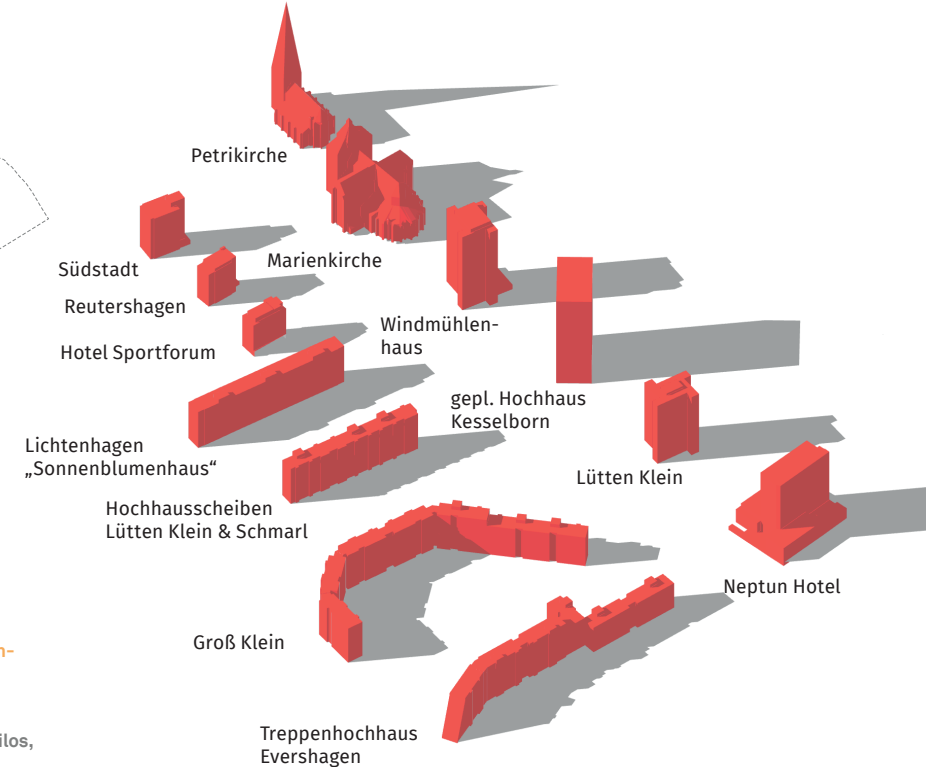 Petrikirche
Marienkirche
Südstadt
Reutershagen
Hotel Sportforum
Windmühlen-
haus
gepl. Hochhaus
Kesselborn
Lichtenhagen
„Sonnenblumenhaus“
Lütten Klein
Hochhausscheiben
Lütten Klein & Schmarl
Neptun Hotel
Groß Klein
Treppenhochhaus
Evershagen